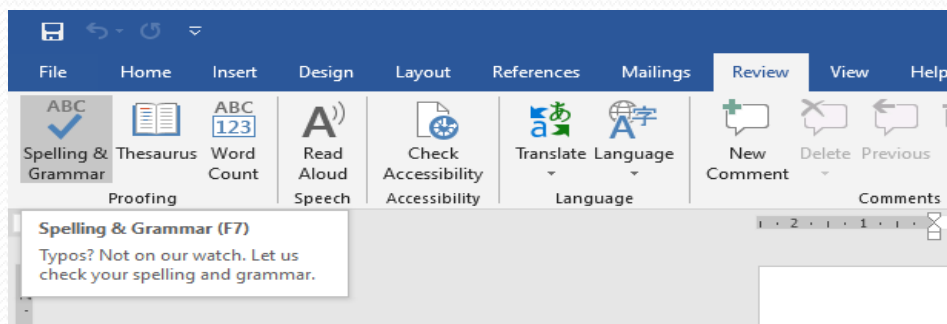 File Home Insert Design Layout References Mailings Review View Help
ABC ABC
123 A あ a A 字
Spelling & Thesaurus Word Read Check Translate Language New Delete Previous
Grammar Count Aloud Accessibility Comment
Proofing Speech Accessibility Language Comments
Spelling & Grammar (F7)
Typos? Not on our watch. Let us
check your spelling and grammar.
2 1